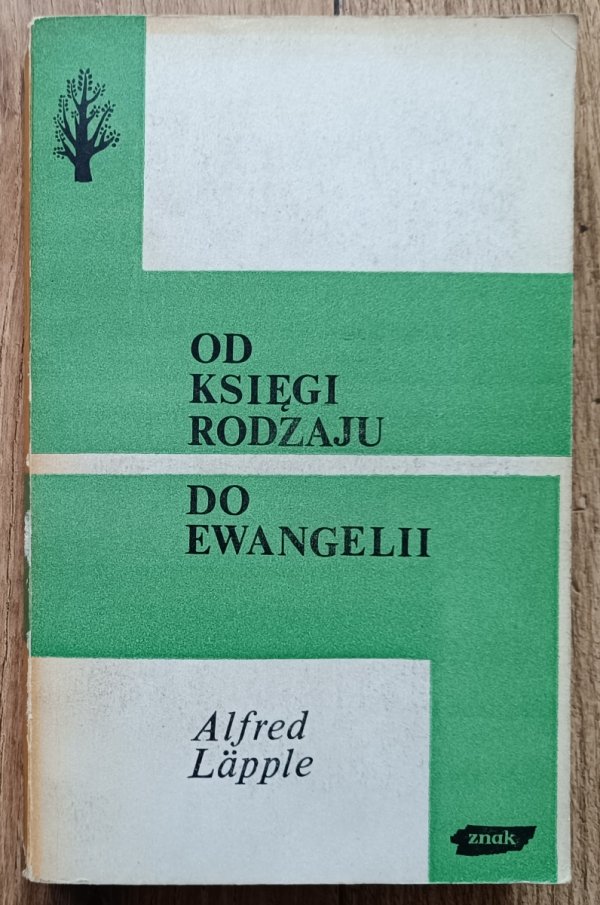 OD
KSIĘGI
RODZAJU
DO
EWANGELII
Alfred
Läpple
znak